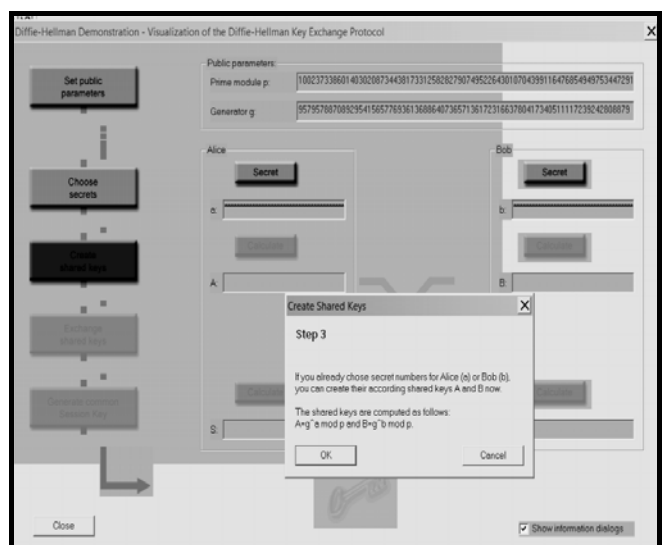 Diffie-Hellman Demonstration - Visualization of the Diffie-Hellman Key Exchange Protocol
X
Set public
parameters
Choose
secrets
Create
shared keys
Exchange
shared keys
Generate common
Session Key
Close
Public parameters:
Prime module p:
Generator g:
Alice
Secret
a:
Calculate
A:
Calculate
S:
Bob
Secret
b:
Calculate
B:
Calculate
Create Shared Keys
X
Step 3
If you already chose secret numbers for Alice (a) or Bob (b),
you can create their according shared keys A and B now.
The shared keys are computed as follows:
A=g^a mod p and B=g^b mod p.
OK
Cancel
Show information dialogs